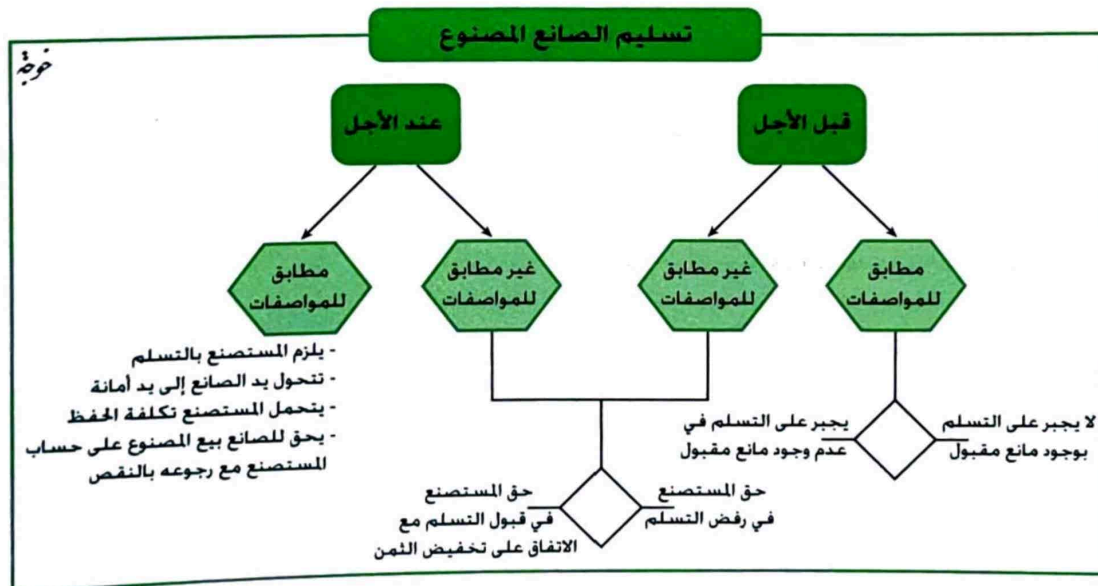 تسليم الصانع المصنوع
قبل الأجل
عند الأجل
مطابق
للمواصفات
غير مطابق
للمواصفات
غير مطابق
للمواصفات
مطابق
للمواصفات
لا يجبر على التسلم
بوجود مانع مقبول
يجبر على التسلم في
عدم وجود مانع مقبول
حق المستصنع
في رفض التسلم
حق المستصنع
في قبول التسلم مع
الاتفاق على تخفيض الثمن
- يلزم المستصنع بالتسلم
- تتحول يد الصانع إلى يد أمانة
- يتحمل المستصنع تكلفة الحفظ
- يحق للصانع بيع المصنوع على حساب
المستصنع مع رجوعه بالنقص